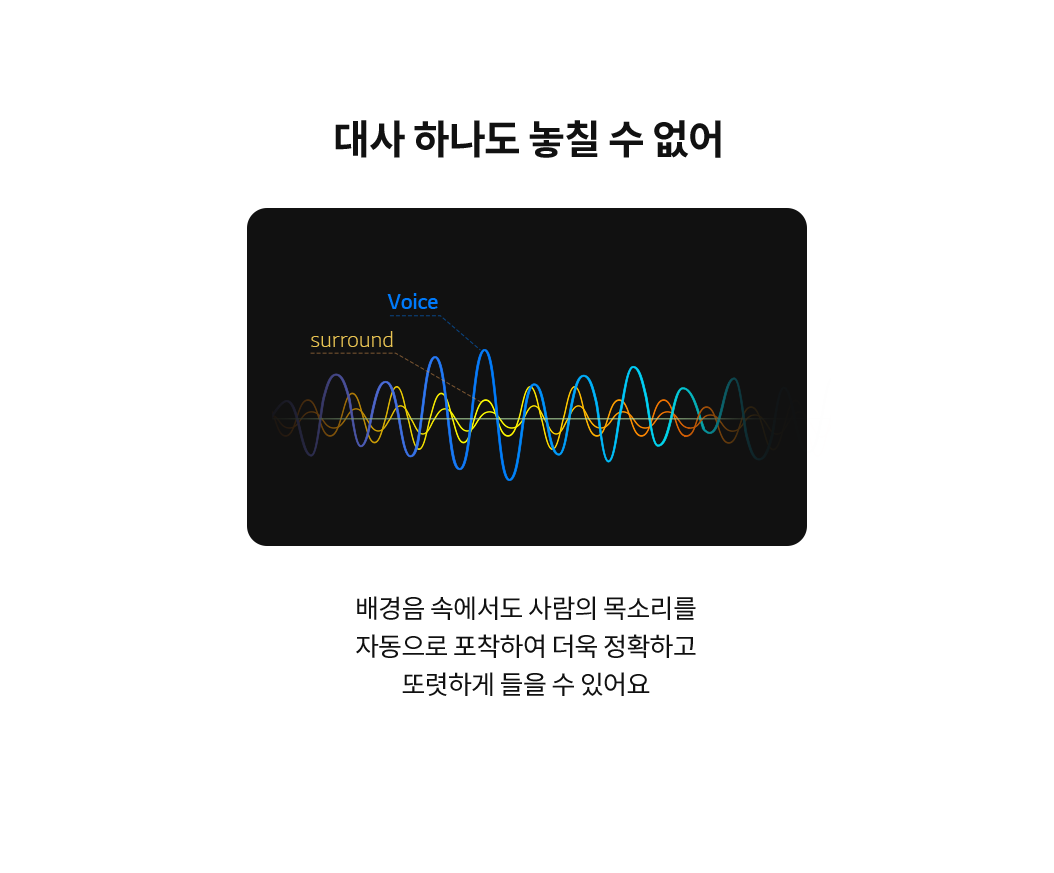 대사 하나도 놓칠 수 없어
Voice
surround
배경음 속에서도 사람의 목소리를
자동으로 포착하여 더욱 정확하고
또렷하게 들을 수 있어요